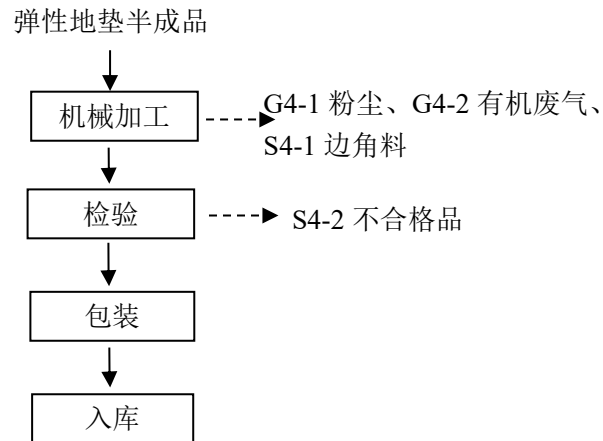 弹性地垫半成品
机械加工
G4-1 粉尘、G4-2 有机废气、
S4-1 边角料
检验
S4-2 不合格品
包装
入库